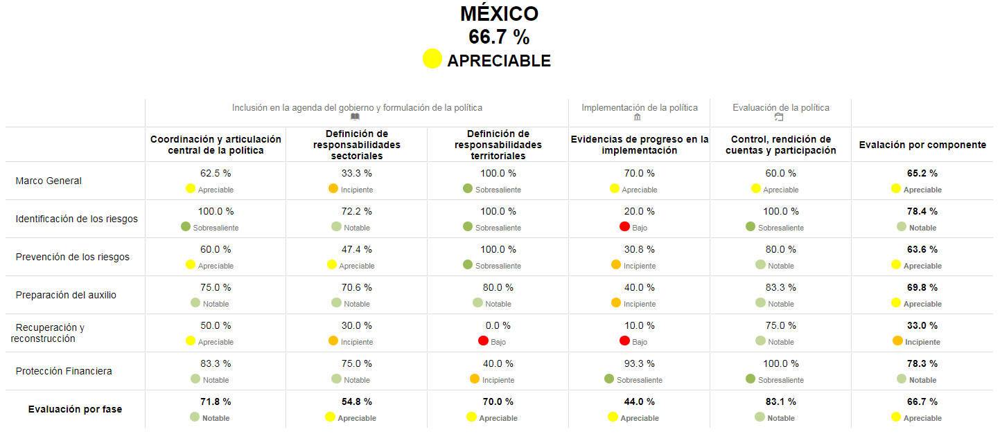 MÉXICO
66.7 %
APRECIABLE
Inclusión en la agenda del gobierno y formulación de la política
Implementación de la política
Evaluación de la política
Coordinación y articulación
central de la política
Definición de
responsabilidades
sectoriales
Definición de
responsabilidades
territoriales
Evidencias de progreso en la
implementación
Control, rendición de
cuentas y participación
Evalación por componente
Marco General
62.5 %
Apreciable
33.3 %
Incipiente
100.0 %
Sobresaliente
70.0 %
Apreciable
60.0 %
Apreciable
65.2 %
Apreciable
Identificación de los riesgos
100.0 %
Sobresaliente
72.2 %
Notable
100.0 %
Sobresaliente
20.0 %
Bajo
100.0 %
Sobresaliente
78.4 %
Notable
Prevención de los riesgos
60.0 %
Apreciable
47.4 %
Apreciable
100.0 %
Sobresaliente
30.8 %
Incipiente
80.0 %
Notable
63.6 %
Apreciable
Preparación del auxilio
75.0 %
Notable
70.6 %
Notable
80.0 %
Notable
40.0 %
Incipiente
83.3 %
Notable
69.8 %
Apreciable
Recuperación y
reconstrucción
50.0 %
Apreciable
30.0 %
Incipiente
0.0 %
Bajo
10.0 %
Bajo
75.0 %
Notable
33.0 %
Incipiente
Protección Financiera
83.3 %
Notable
75.0 %
Notable
40.0 %
Incipiente
93.3 %
Sobresaliente
100.0 %
Sobresaliente
78.3 %
Notable
Evaluación por fase
71.8 %
Notable
54.8 %
Apreciable
70.0 %
Apreciable
44.0 %
Apreciable
83.1 %
Notable
66.7 %
Apreciable